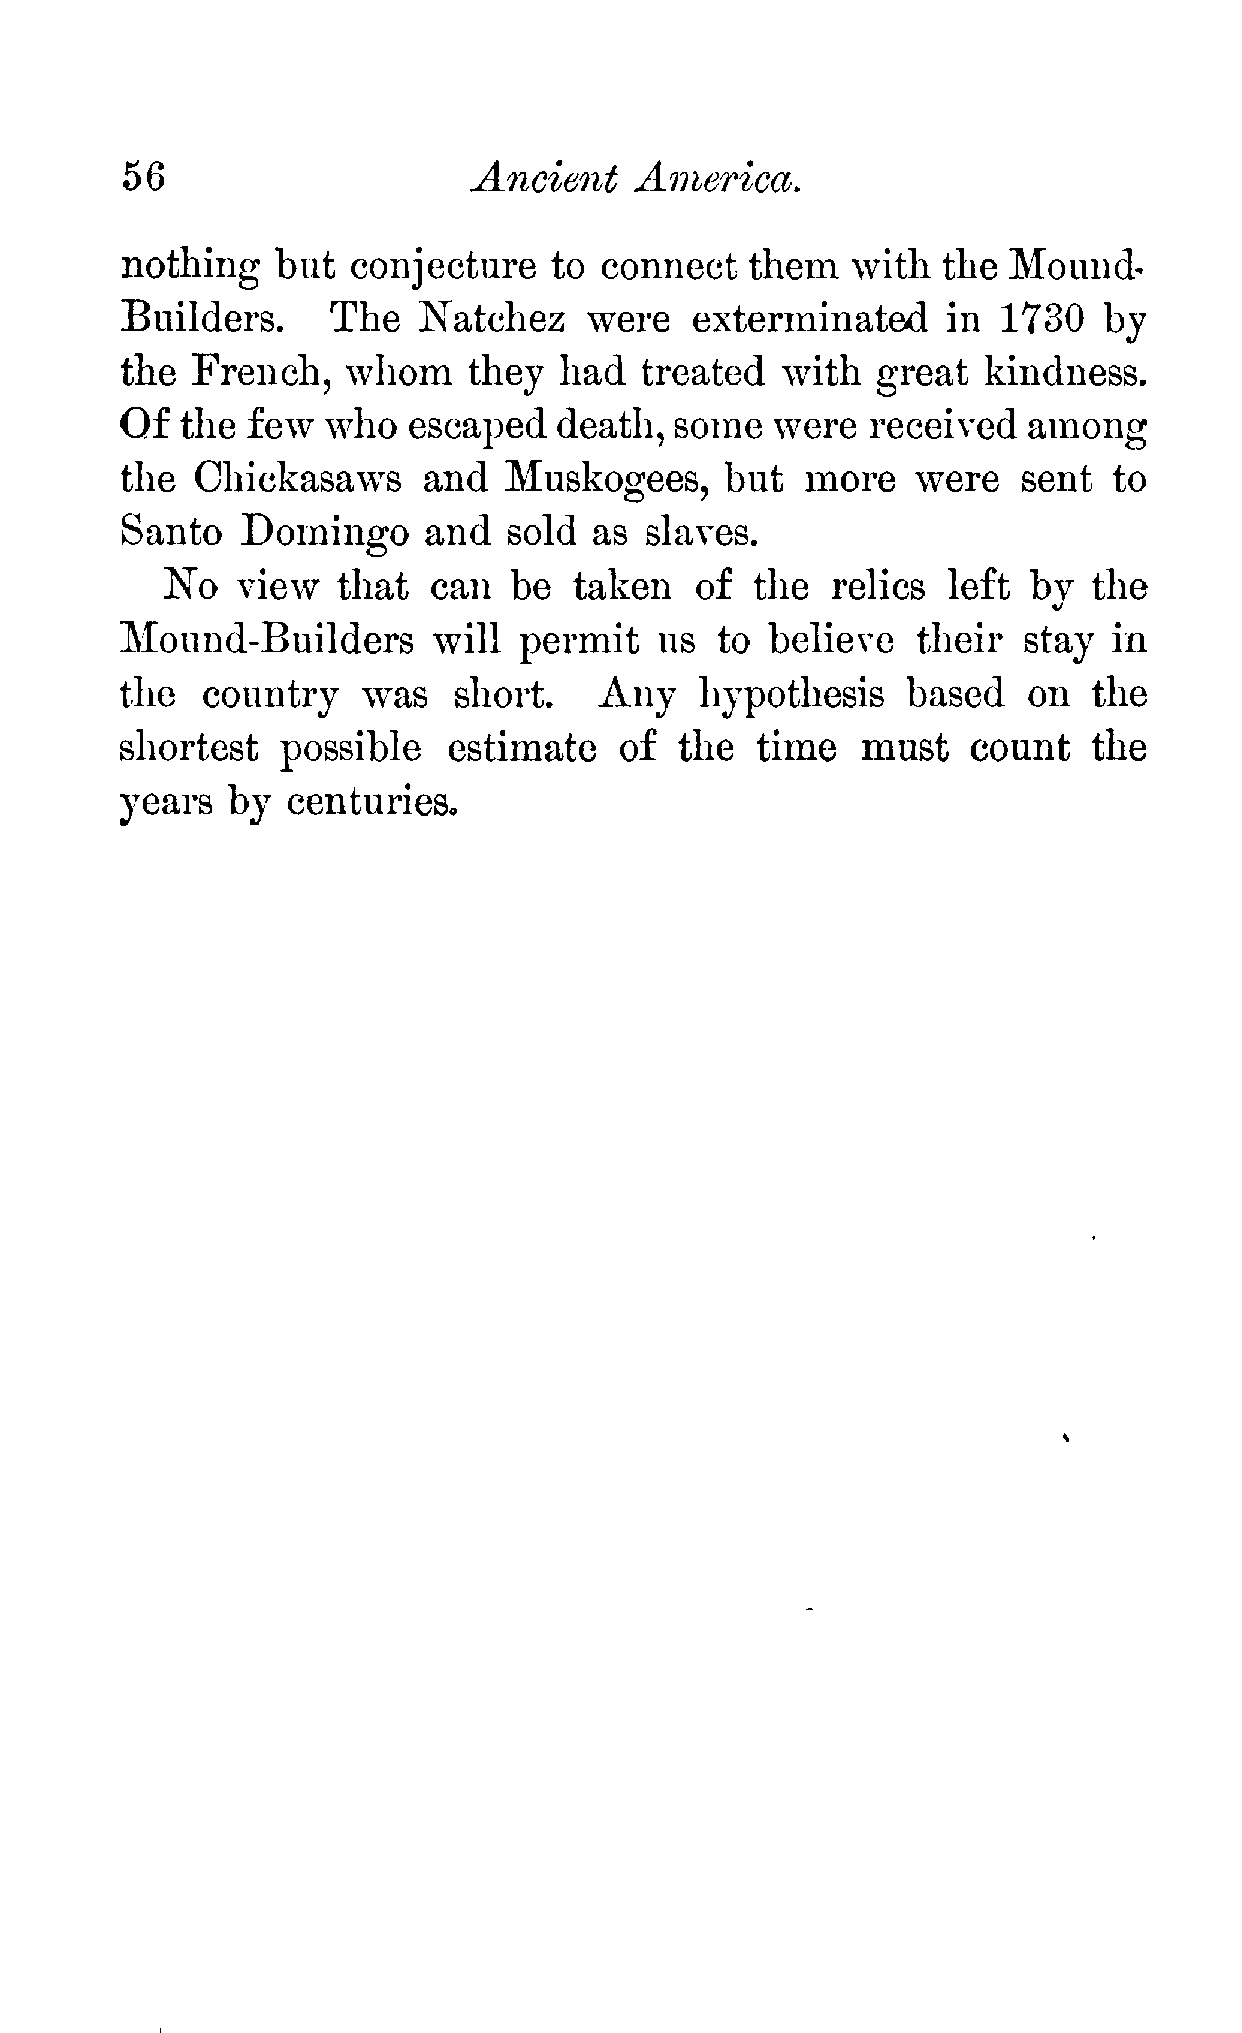 56 Ancient America.
nothing but conjecture to connect them with the Mound-
Builders. The Natchez were exterminated in 1730 by
the French, whom they had treated with great kindness.
Of the few who escaped death, some were received among
the Chickasaws and Muskogees, but more were sent to
Santo Domingo and sold as slaves.
No view that can be taken of the relics left by the
Mound-Builders will permit us to believe their stay in
the country was short. Any hypothesis based on the
shortest possible estimate of the time must count the
years by centuries.